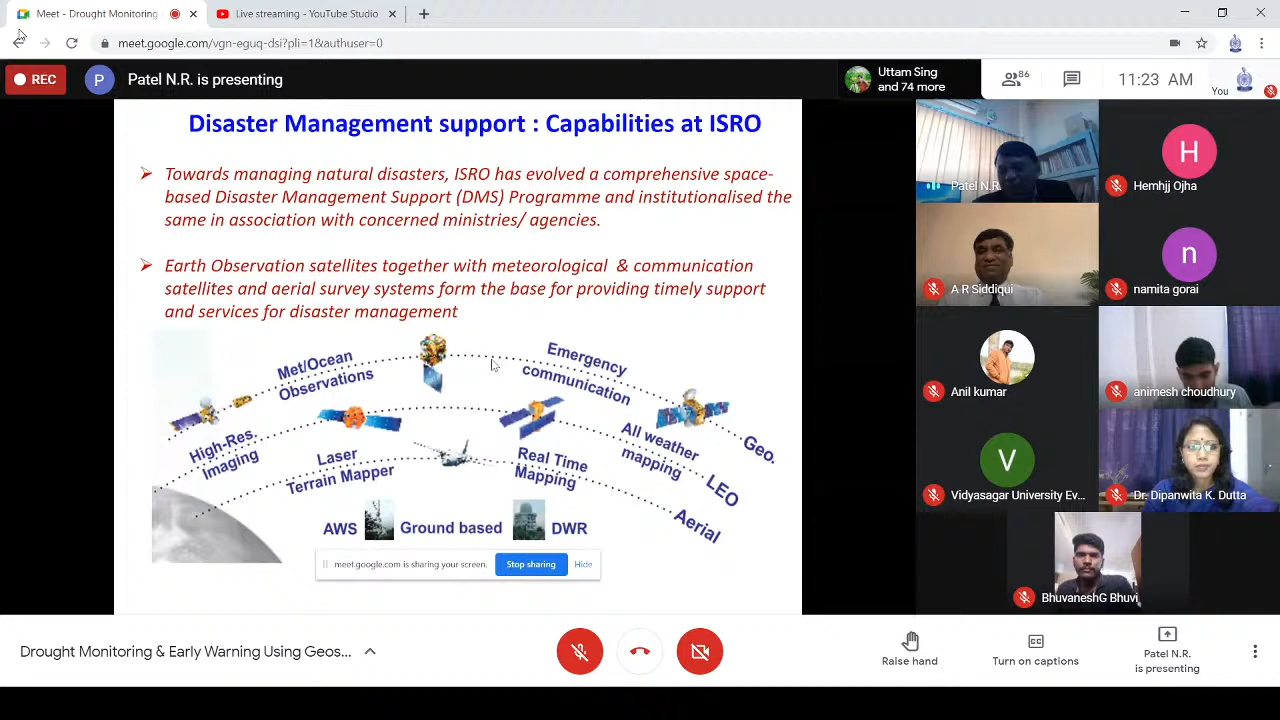 Meet - Drought Monitoring
Live streaming - YouTube Studio
meet.google.com/vgn-eguq-dsi?pli=1&authuser=0
REC
P
Patel N.R. is presenting
Uttam Sing
and 74 more
86
11:23 AM
You
Disaster Management support : Capabilities at ISRO
Towards managing natural disasters, ISRO has evolved a comprehensive space-
based Disaster Management Support (DMS) Programme and institutionalised the
same in association with concerned ministries/ agencies.
Earth Observation satellites together with meteorological & communication
satellites and aerial survey systems form the base for providing timely support
and services for disaster management
Met/Ocean
Observations
Emergency
communication
High-Res.
Imaging
Laser
Terrain Mapper
Real Time
Mapping
All weather
mapping
Geo.
LEO
Aerial
AWS
Ground based
DWR
meet.google.com is sharing your screen.
Stop sharing
Hide
Patel N.R.
H
Hemhjj Ojha
A R Siddiqui
n
namita gorai
Anil kumar
animesh choudhury
V
Vidyasagar University Ev...
Dr. Dipanwita K. Dutta
BhuvaneshG Bhuvi
Drought Monitoring & Early Warning Using Geos...
Raise hand
Turn on captions
Patel N.R.
is presenting